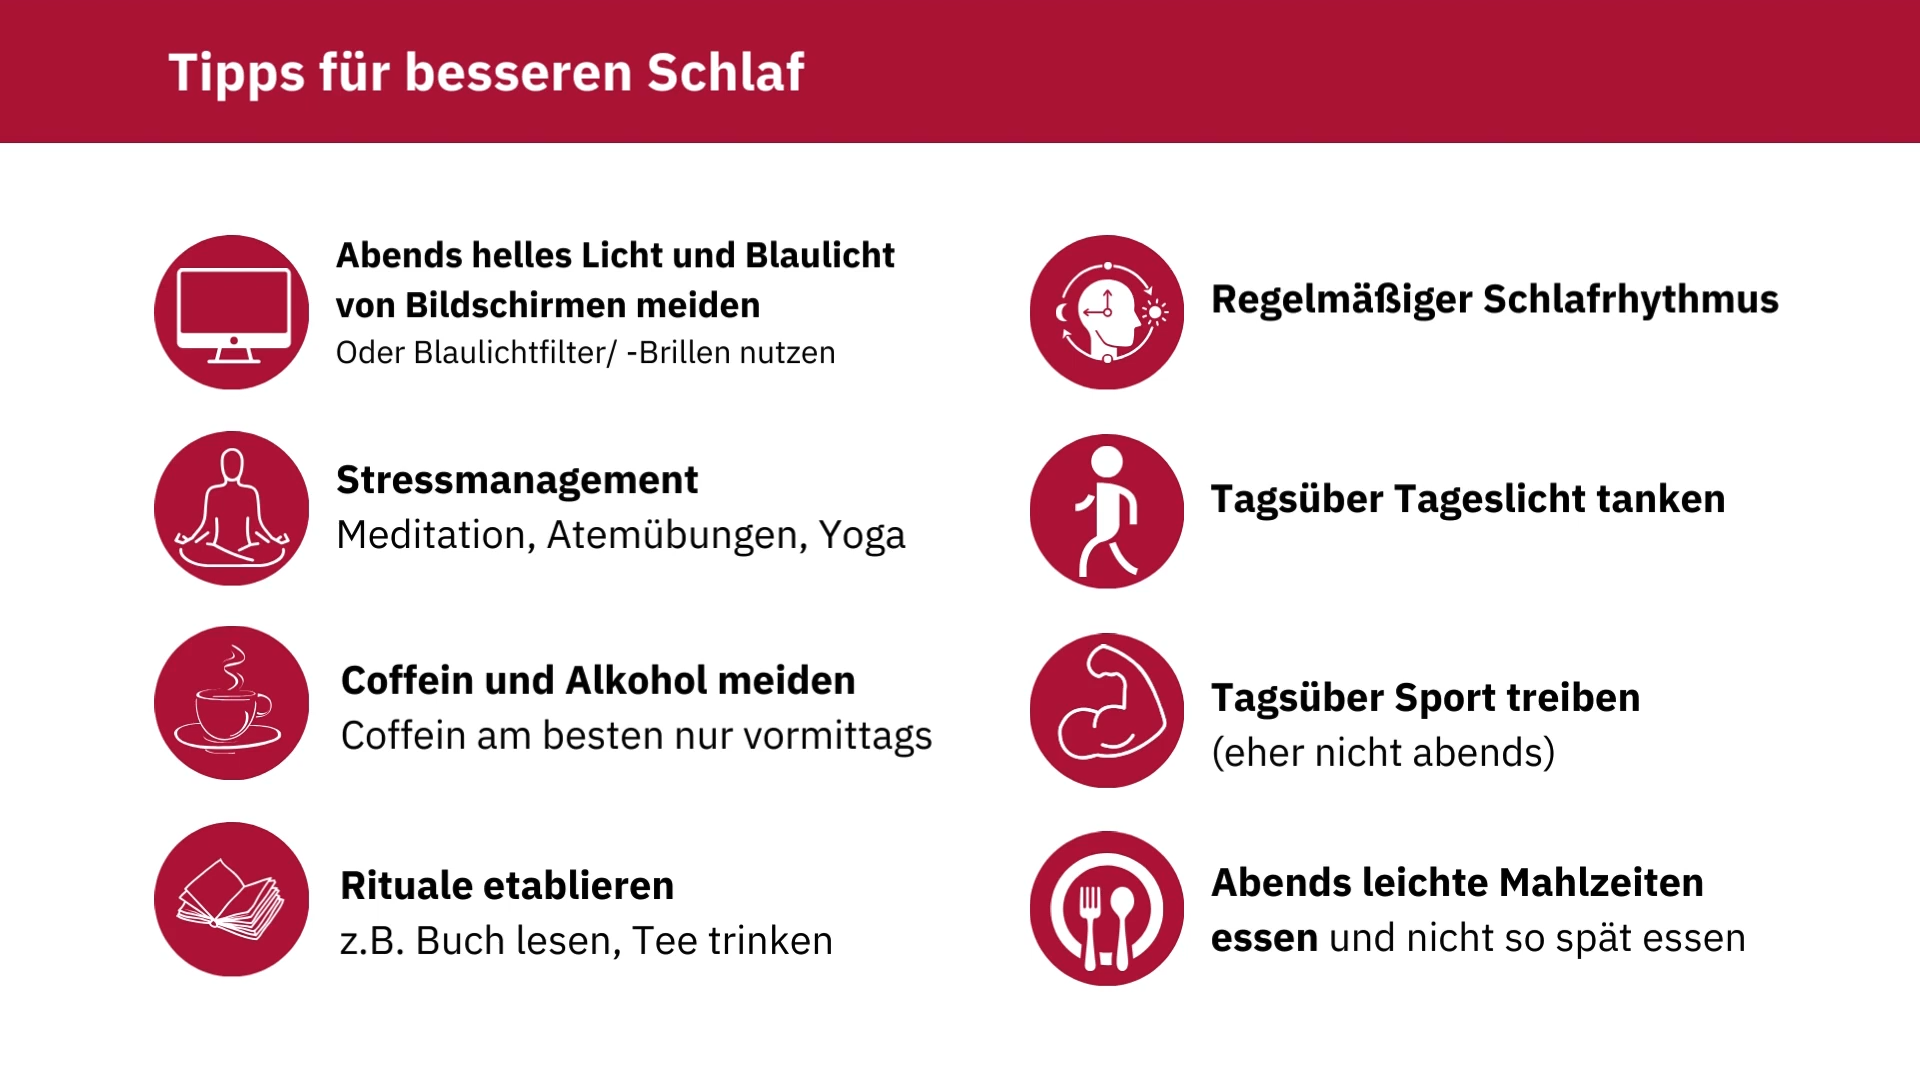 Tipps für besseren Schlaf
Abends helles Licht und Blaulicht
von Bildschirmen meiden
Oder Blaulichtfilter/ -Brillen nutzen
Stressmanagement
Meditation, Atemübungen, Yoga
Coffein und Alkohol meiden
Coffein am besten nur vormittags
Rituale etablieren
z.B. Buch lesen, Tee trinken
Regelmäßiger Schlafrhythmus
Tagsüber Tageslicht tanken
Tagsüber Sport treiben
(eher nicht abends)
Abends leichte Mahlzeiten
essen und nicht so spät essen